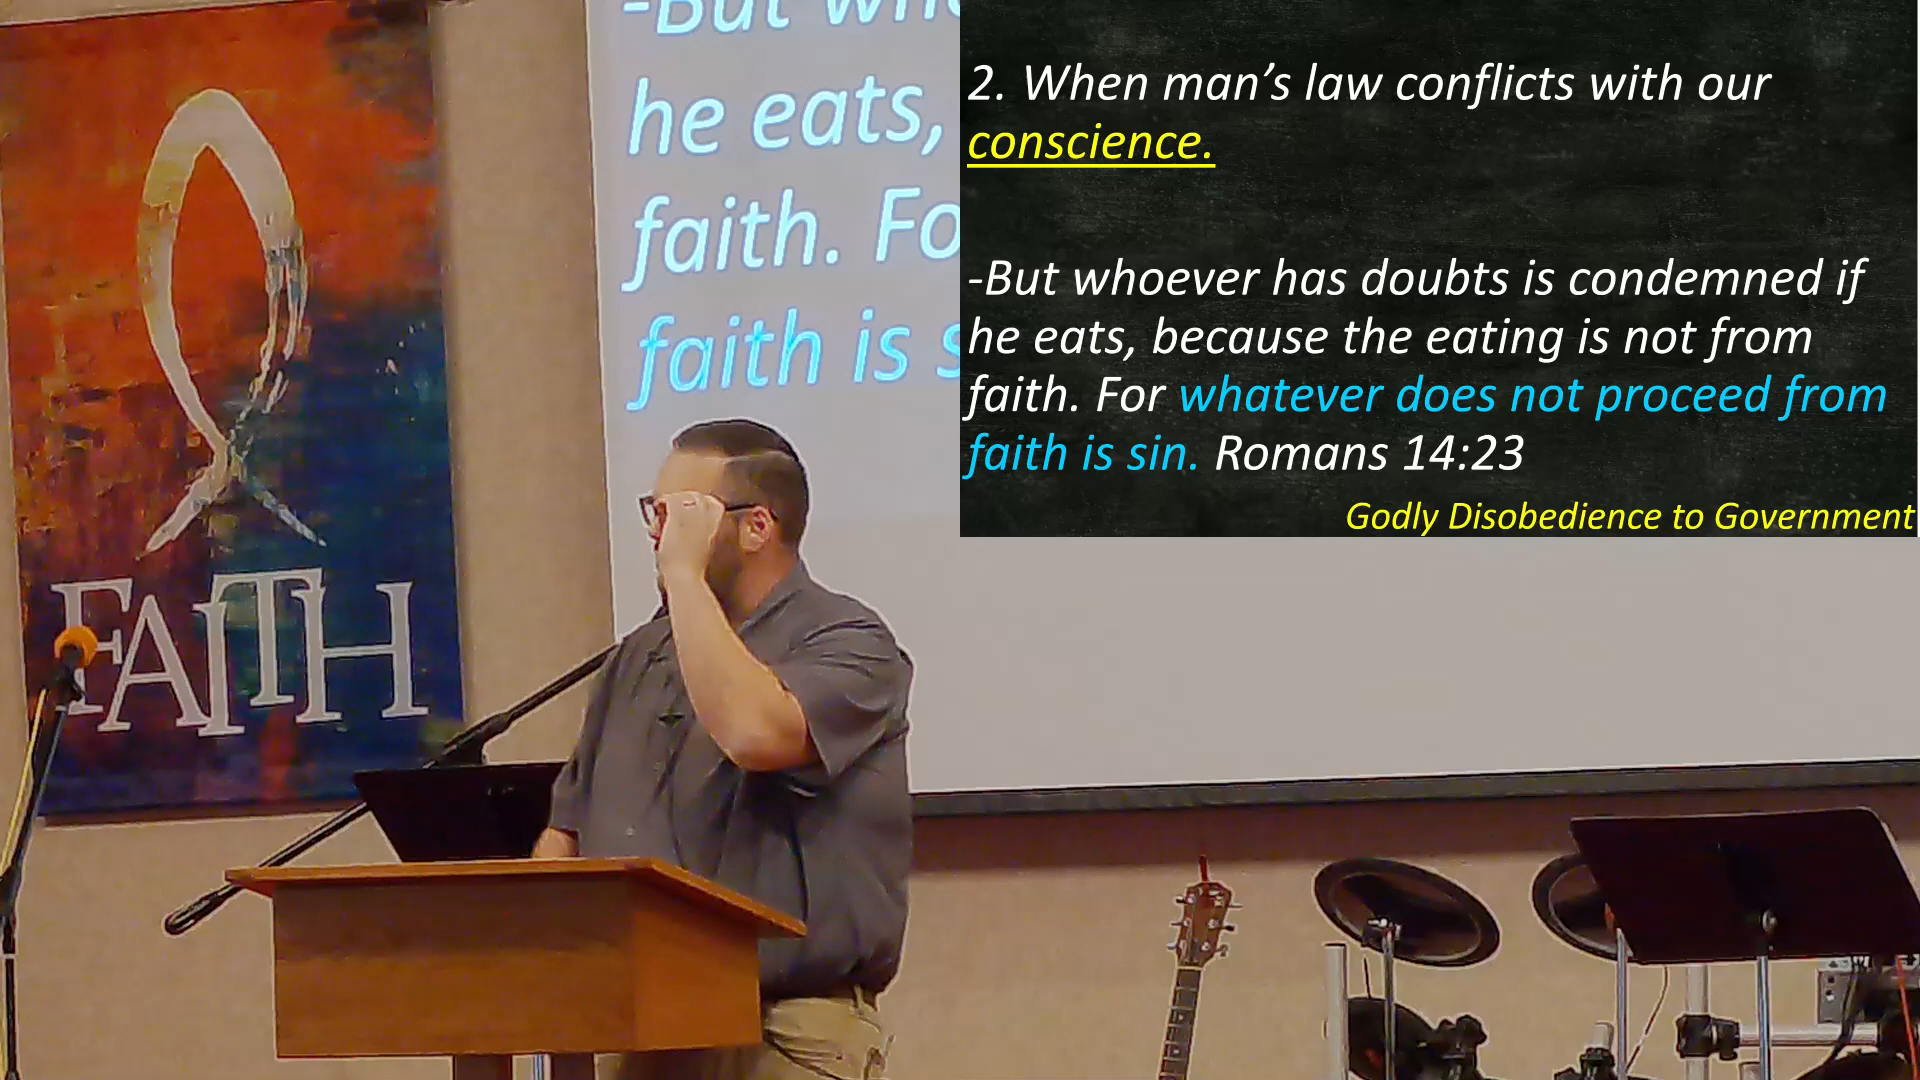 FAITH
-But who
he eats,
faith. Fo
faith is s
2. When man’s law conflicts with our
conscience.
-But whoever has doubts is condemned if
he eats, because the eating is not from
faith. For whatever does not proceed from
faith is sin. Romans 14:23
Godly Disobedience to Government